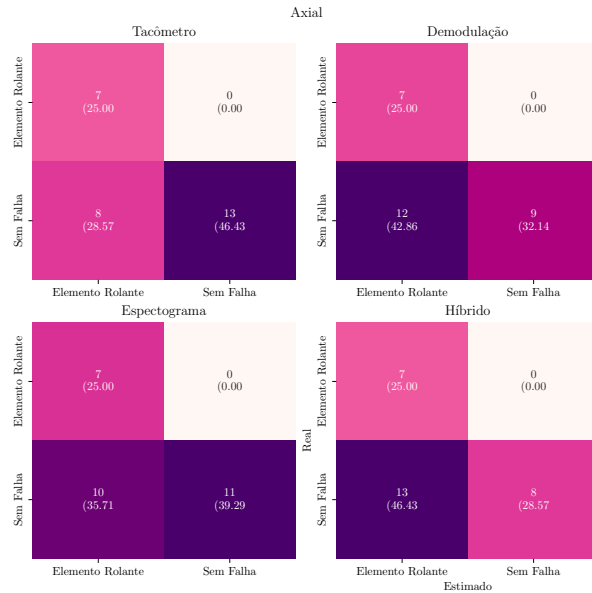 Axial
Tacômetro
Elemento Rolante
Sem Falha
7
(25.00
0
(0.00
8
(28.57
13
(46.43
Elemento Rolante
Sem Falha
Demodulação
Elemento Rolante
Sem Falha
7
(25.00
0
(0.00
12
(42.86
9
(32.14
Elemento Rolante
Sem Falha
Espectograma
Elemento Rolante
Sem Falha
7
(25.00
0
(0.00
10
(35.71
11
(39.29
Elemento Rolante
Sem Falha
Híbrido
Real
Elemento Rolante
Sem Falha
7
(25.00
0
(0.00
13
(46.43
8
(28.57
Elemento Rolante
Sem Falha
Estimado